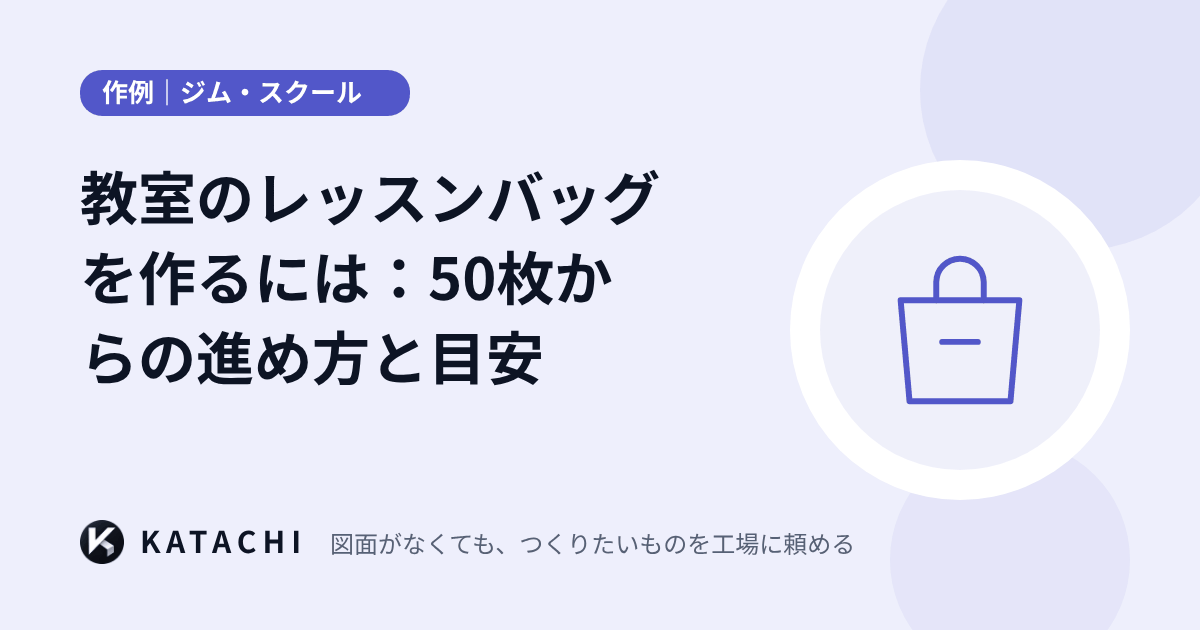 作例｜ジム・スクール
教室のレッスンバッグ
を作るには：50枚か
らの進め方と目安
KATACHI 図面がなくても、つくりたいものを工場に頼める